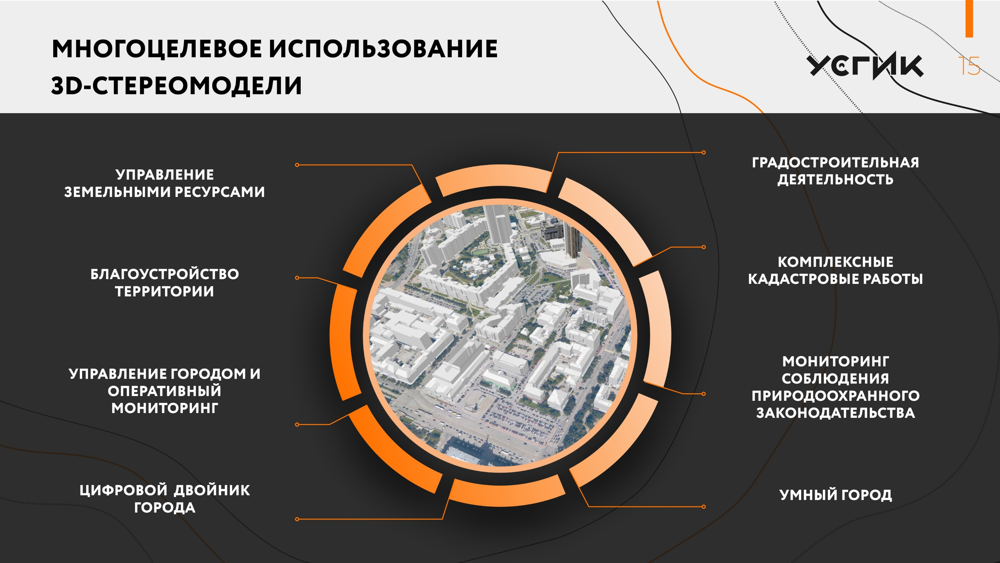 МНОГОЦЕЛЕВОЕ ИСПОЛЬЗОВАНИЕ
3D-СТЕРЕОМОДЕЛИ
УСГИК
15
УПРАВЛЕНИЕ
ЗЕМЕЛЬНЫМИ РЕСУРСАМИ
БЛАГОУСТРОЙСТВО
ТЕРРИТОРИИ
УПРАВЛЕНИЕ ГОРОДОМ И
ОПЕРАТИВНЫЙ
МОНИТОРИНГ
ЦИФРОВОЙ ДВОЙНИК
ГОРОДА
ГРАДОСТРОИТЕЛЬНАЯ
ДЕЯТЕЛЬНОСТЬ
КОМПЛЕКСНЫЕ
КАДАСТРОВЫЕ РАБОТЫ
МОНИТОРИНГ
СОБЛЮДЕНИЯ
ПРИРОДООХРАННОГО
ЗАКОНОДАТЕЛЬСТВА
УМНЫЙ ГОРОД